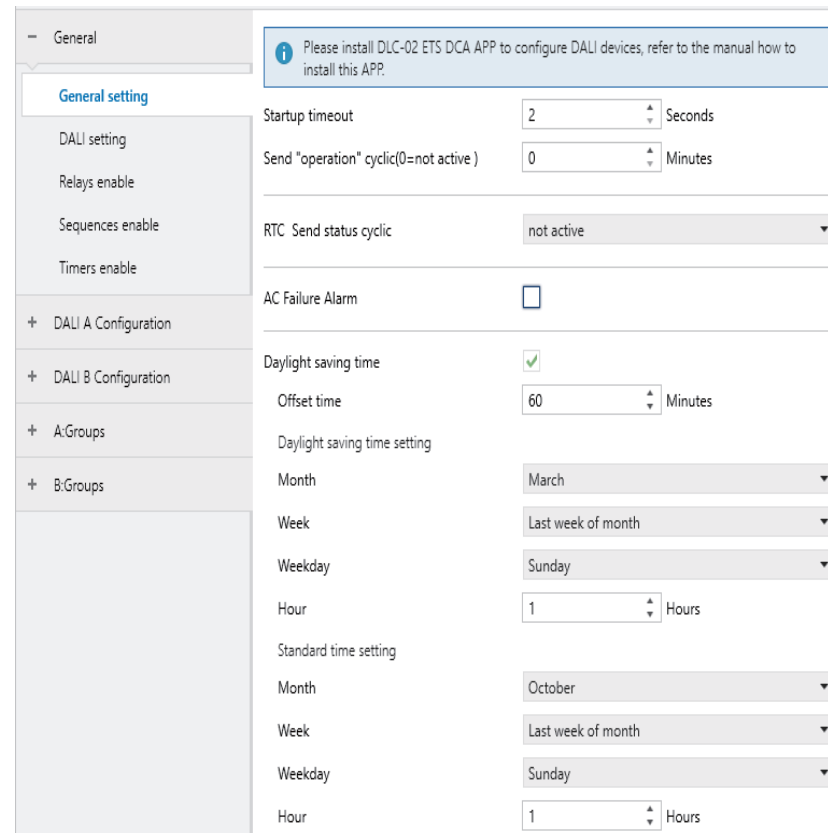 General
General setting
DALI setting
Relays enable
Sequences enable
Timers enable
DALI A Configuration
DALI B Configuration
A:Groups
B:Groups
Please install DLC-02 ETS DCA APP to configure DALI devices, refer to the manual how to
install this APP.
Startup timeout 2 Seconds
Send "operation" cyclic(0=not active ) 0 Minutes
RTC Send status cyclic not active
AC Failure Alarm
Daylight saving time
Offset time 60 Minutes
Daylight saving time setting
Month March
Week Last week of month
Weekday Sunday
Hour 1 Hours
Standard time setting
Month October
Week Last week of month
Weekday Sunday
Hour 1 Hours